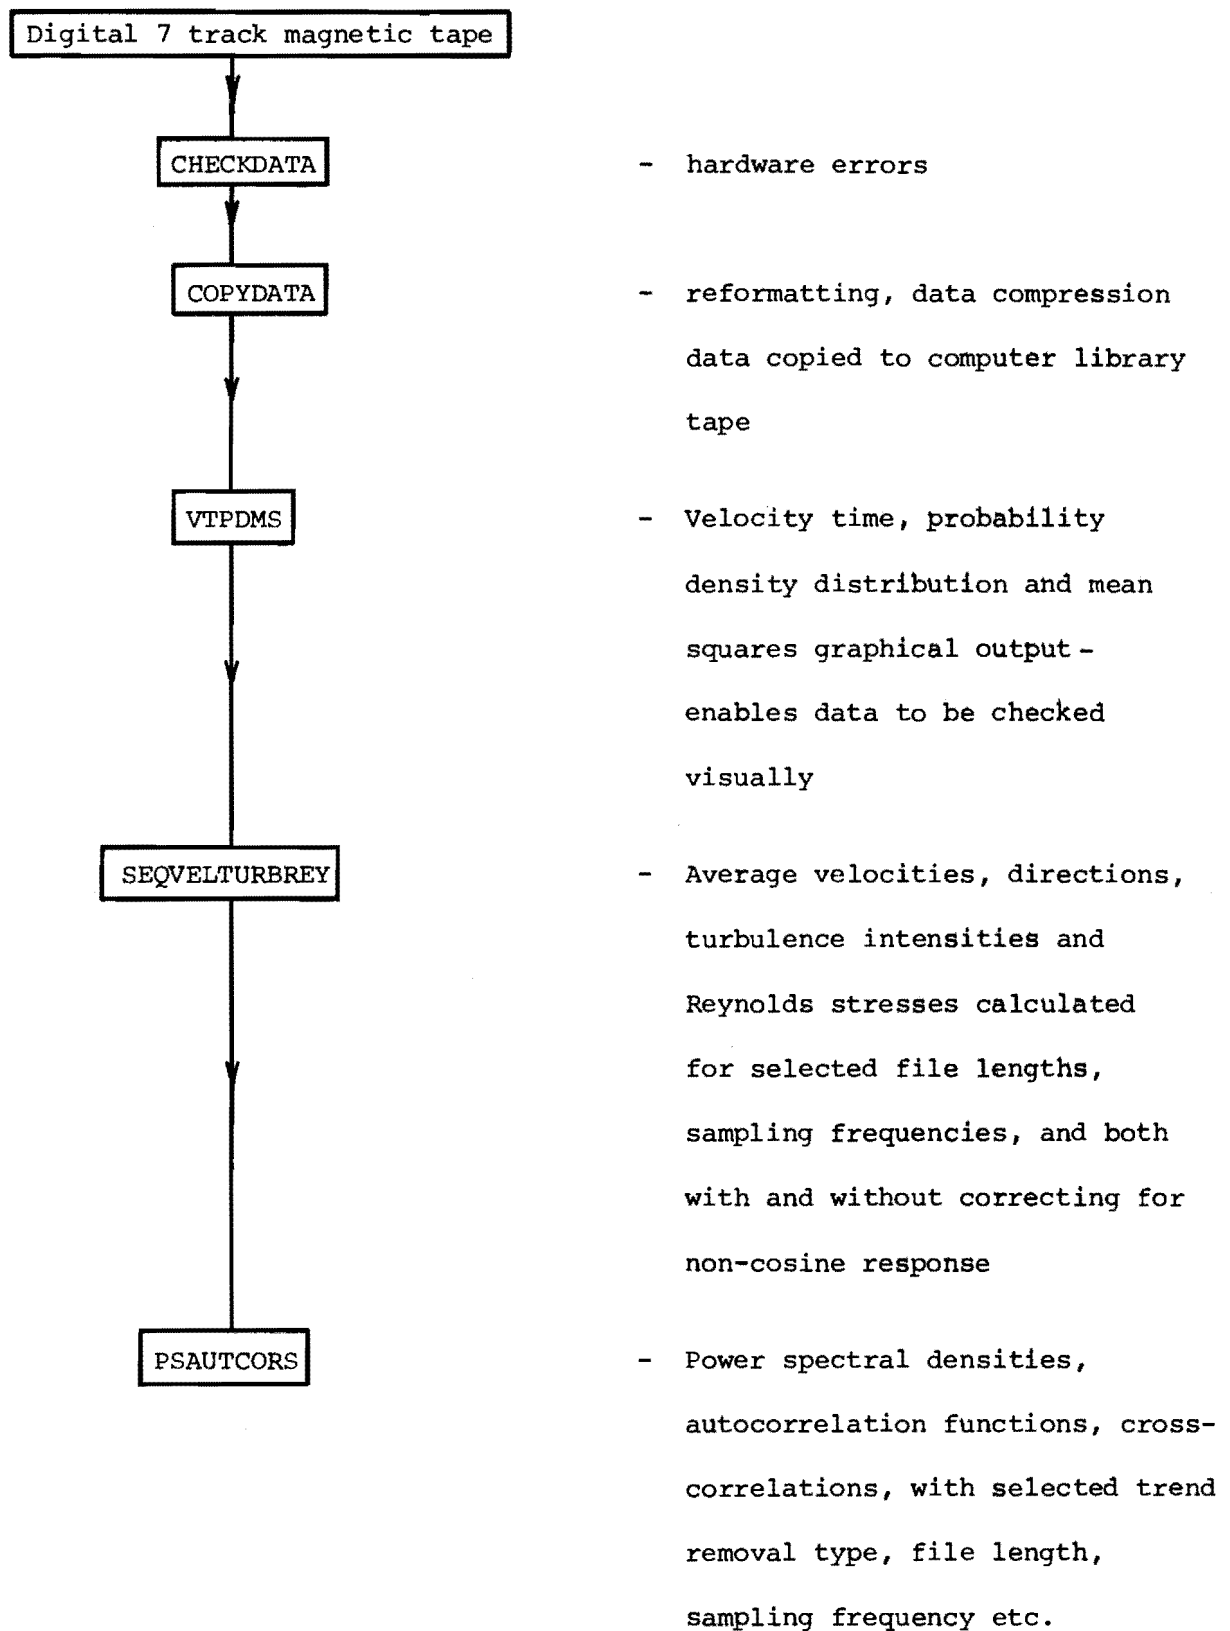 Digital 7 track magnetic tape
CHECKDATA
- hardware errors
COPYDATA
- reformatting, data compression
data copied to computer library
tape
VTPDMS
- Velocity time, probability
density distribution and mean
squares graphical output -
enables data to be checked
visually
SEQVELTURBREY
- Average velocities, directions,
turbulence intensities and
Reynolds stresses calculated
for selected file lengths,
sampling frequencies, and both
with and without correcting for
non-cosine response
PSAUTCORS
- Power spectral densities,
autocorrelation functions, cross-
correlations, with selected trend
removal type, file length,
sampling frequency etc.